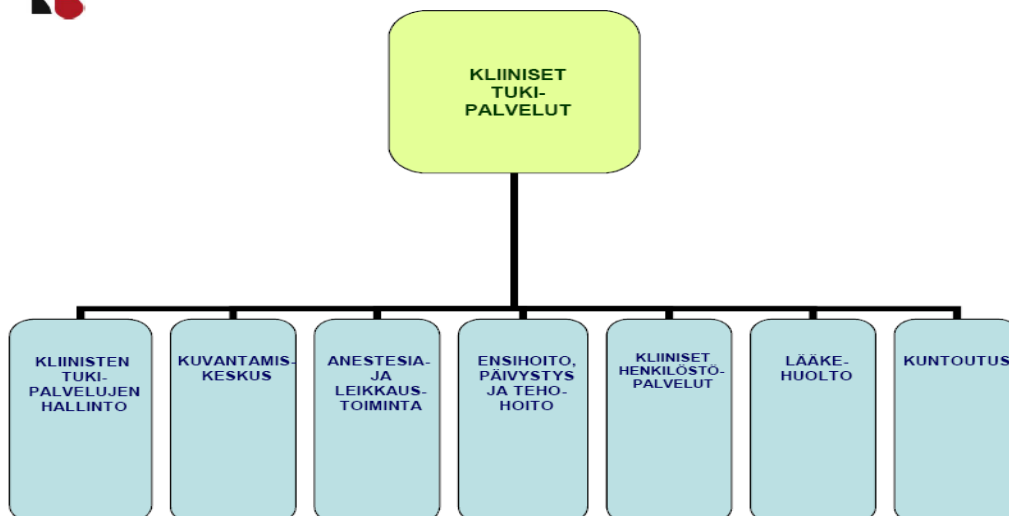 KLIINISET
TUKI-
PALVELUT
KLIINISTEN
TUKI-
PALVELUJEN
HALLINTO
KUVANTAMIS-
KESKUS
ANESTESIA-
JA
LEIKKAUS-
TOIMINTA
ENSIHOITO,
PÄIVYSTYS
JA TEHO-
HOITO
KLIINISET
HENKILÖSTÖ-
PALVELUT
LÄÄKE-
HUOLTO
KUNTOUTUS